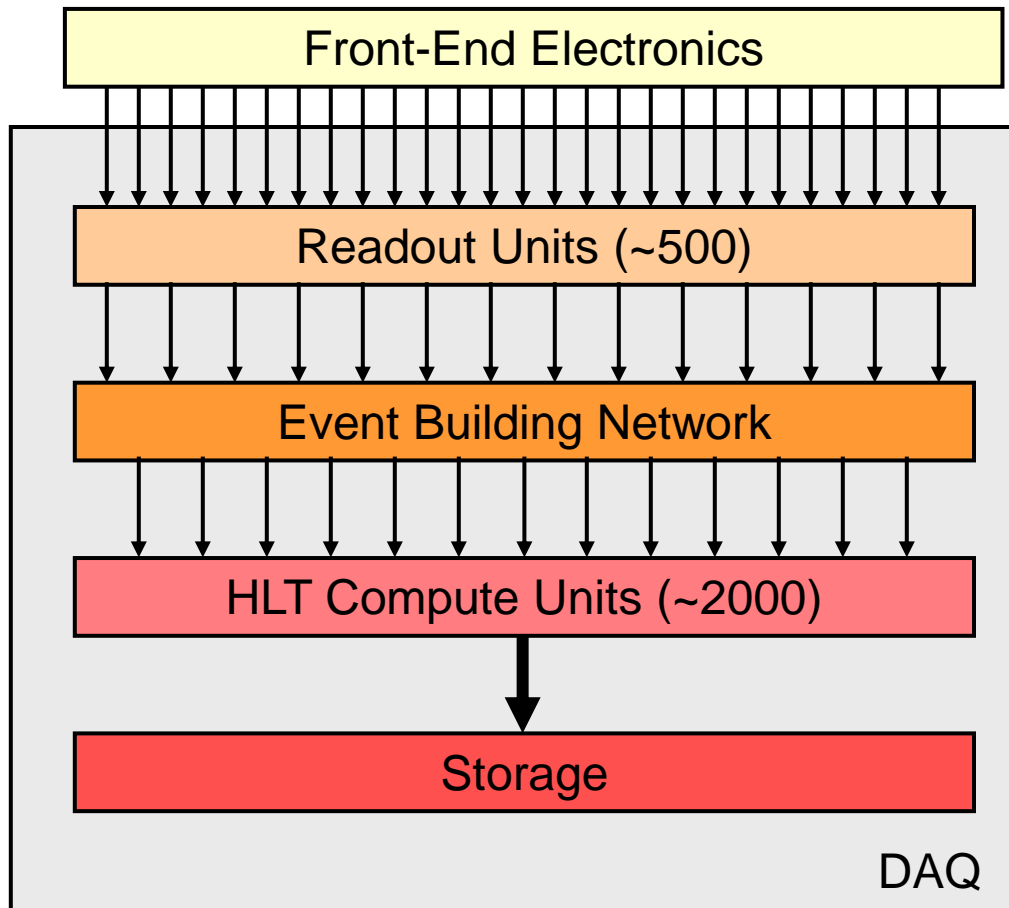 Front-End Electronics
Readout Units (~500)
Event Building Network
HLT Compute Units (~2000)
Storage
DAQ